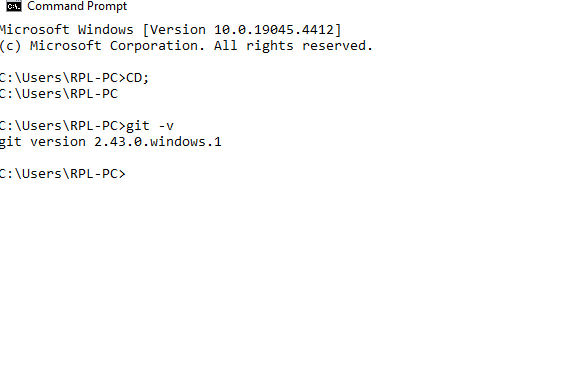 Command Prompt
Microsoft Windows [Version 10.0.19045.4412]
(c) Microsoft Corporation. All rights reserved.
C:\Users\RPL-PC>CD;
C:\Users\RPL-PC
C:\Users\RPL-PC>git -v
git version 2.43.0.windows.1
C:\Users\RPL-PC>